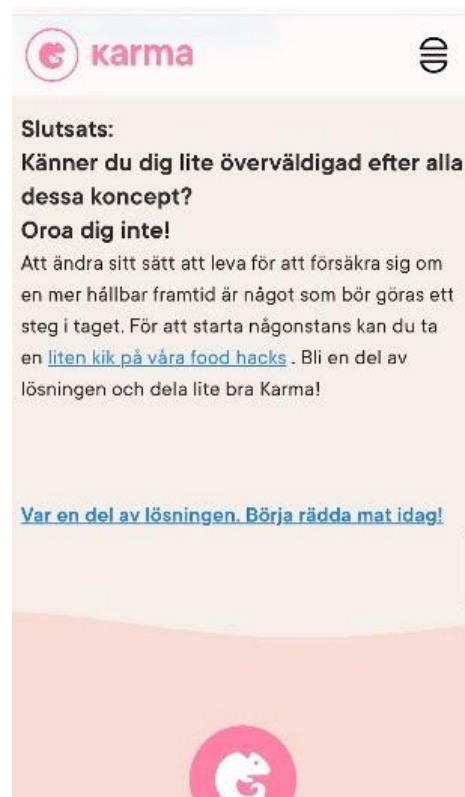 Karma
Slutsats:
Känner du dig lite överväldigad efter alla
dessa koncept?
Oroa dig inte!
Att ändra sitt sätt att leva för att försäkra sig om
en mer hållbar framtid är något som bör göras ett
steg i taget. För att starta någonstans kan du ta
en liten kik på våra food hacks . Bli en del av
lösningen och dela lite bra Karma!
Var en del av lösningen. Börja rädda mat idag!